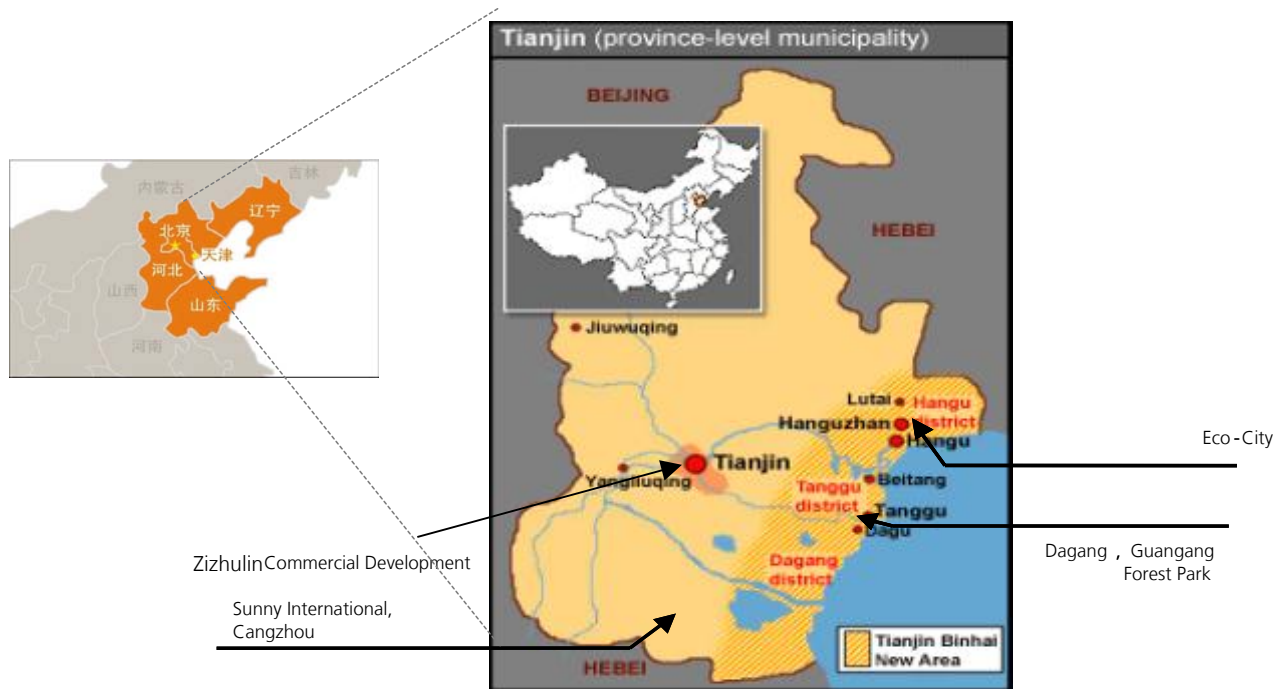 Tianjin (province-level municipality)
BEIJING
吉林
内蒙古
辽宁
北京
天津
河北
山西
山东
河南
HEBEI
Jiuwuqing
Lutai
Hangu
district
Hanguzhan
Hangu
Eco-City
Tianjin
Yangliuqing
Beitang
Tanggu
district
Tanggu
Dagu
Dagang , Guangang
Forest Park
Zizhulin Commercial Development
Dagang
district
Sunny International,
Cangzhou
Tianjin Binhai
New Area
HEBEI